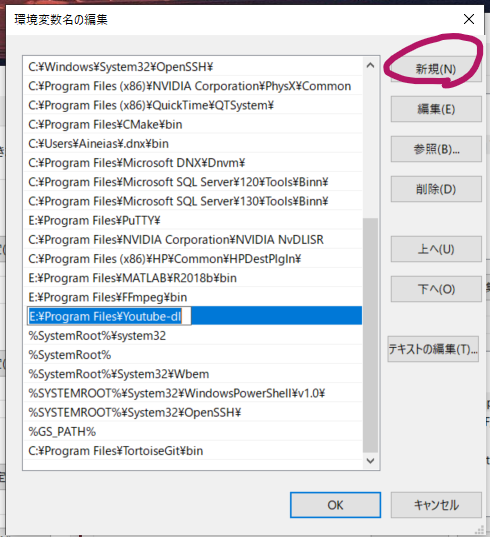 環境変数名の編集
C:¥Windows¥System32¥OpenSSH¥
C:¥Program Files (x86)¥NVIDIA Corporation¥PhysX¥Common
C:¥Program Files (x86)¥QuickTime¥QTSystem¥
C:¥Program Files¥CMake¥bin
C:¥Users¥Aineias¥.dnx¥bin
C:¥Program Files¥Microsoft DNX¥Dnvm¥
C:¥Program Files¥Microsoft SQL Server¥120¥Tools¥Binn¥
C:¥Program Files¥Microsoft SQL Server¥130¥Tools¥Binn¥
E:¥Program Files¥PuTTY¥
C:¥Program Files¥NVIDIA Corporation¥NVIDIA NvDLISR
C:¥Program Files (x86)¥HP¥Common¥HPDestPlgIn¥
E:¥Program Files¥MATLAB¥R2018b¥bin
E:¥Program Files¥FFmpeg¥bin
E:¥Program Files¥Youtube-dl
%SystemRoot%¥system32
%SystemRoot%
%SystemRoot%¥System32¥Wbem
%SYSTEMROOT%¥System32¥WindowsPowerShell¥v1.0¥
%SYSTEMROOT%¥System32¥OpenSSH¥
%GS_PATH%
C:¥Program Files¥TortoiseGit¥bin
新規(N)
編集(E)
参照(B)...
削除(D)
上へ(U)
下へ(O)
テキストの編集(T)...
OK
キャンセル